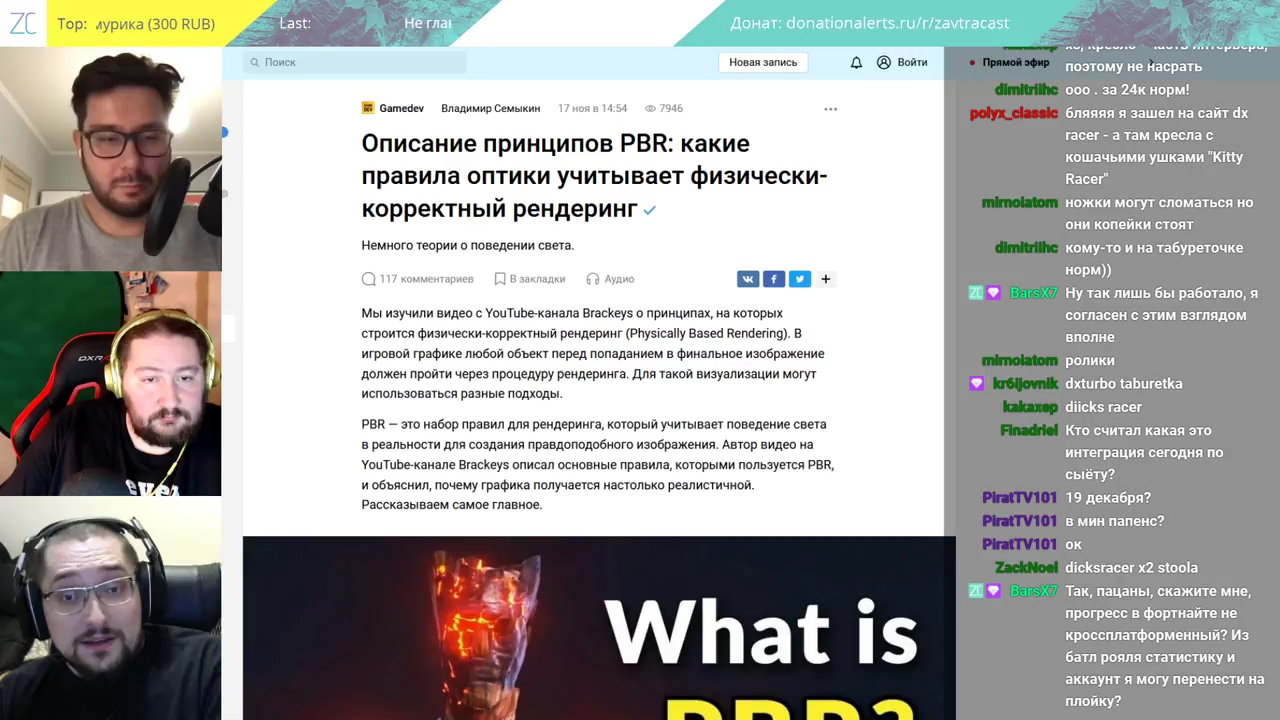 ZC
Top:
мурика (300 RUB)
Last:
Не гла
Донат: donationalerts.ru/r/zavtracast
Поиск
Новая запись
Войти
Прямой эфир
Gamedev
Владимир Семыкин
17 ноя в 14:54
7946
Описание принципов PBR: какие
правила оптики учитывает физически-
корректный рендеринг
Немного теории о поведении света.
117 комментариев
В закладки
Аудио
Мы изучили видео с YouTube-канала Brackeys о принципах, на которых
строится физически-корректный рендеринг (Physically Based Rendering). В
игровой графике любой объект перед попаданием в финальное изображение
должен пройти через процедуру рендеринга. Для такой визуализации могут
использоваться разные подходы.
PBR — это набор правил для рендеринга, который учитывает поведение света
в реальности для создания правдоподобного изображения. Автор видео на
YouTube-канале Brackeys описал основные правила, которыми пользуется PBR,
и объяснил, почему графика получается настолько реалистичной.
Рассказываем самое главное.
What is
PBR?
DXRA
поэтому не насрать
dimitriihc: ооо . за 24к норм!
polyx_classic: бляяяя я зашел на сайт dx
racer - а там кресла с
кошачьими ушками "Kitty
Racer"
mirnolatom: ножки могут сломаться но
они копейки стоят
dimitriihc: кому-то и на табуреточке
норм))
ZC BarsX7: Ну так лишь бы работало, я
согласен с этим взглядом
вполне
mirnolatom: ролики
kr6ijovnik: dxturbo taburetka
kakaxep: diicks racer
Finadriel: Кто считал какая это
интеграция сегодня по
сьёту?
PiratTV101: 19 декабря?
PiratTV101: в мин папенс?
PiratTV101: ок
ZackNoel: dicksracer x2 stoola
ZC BarsX7: Так, пацаны, скажите мне,
прогресс в фортнайте не
кроссплатформенный? Из
батл рояля статистику и
аккаунт я могу перенести на
плойку?